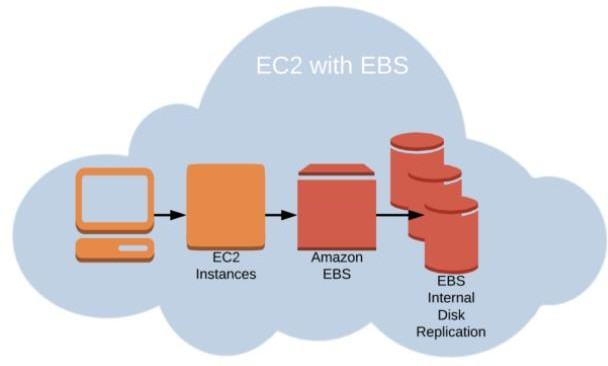 EC2 with EBS
EC2
Instances
Amazon
EBS
EBS
Internal
Disk
Replication